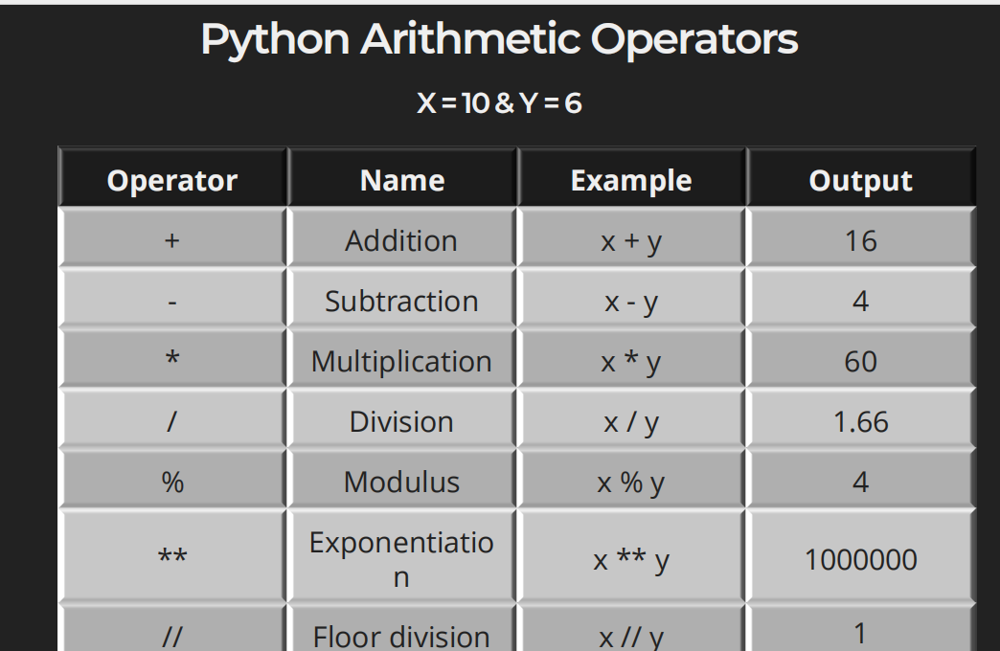 Python Arithmetic Operators
X = 10 & Y = 6
Operator Name Example Output
+ Addition x + y 16
- Subtraction x - y 4
* Multiplication x * y 60
/ Division x / y 1.66
% Modulus x % y 4
** Exponentiatio
n x ** y 1000000
// Floor division x // y 1